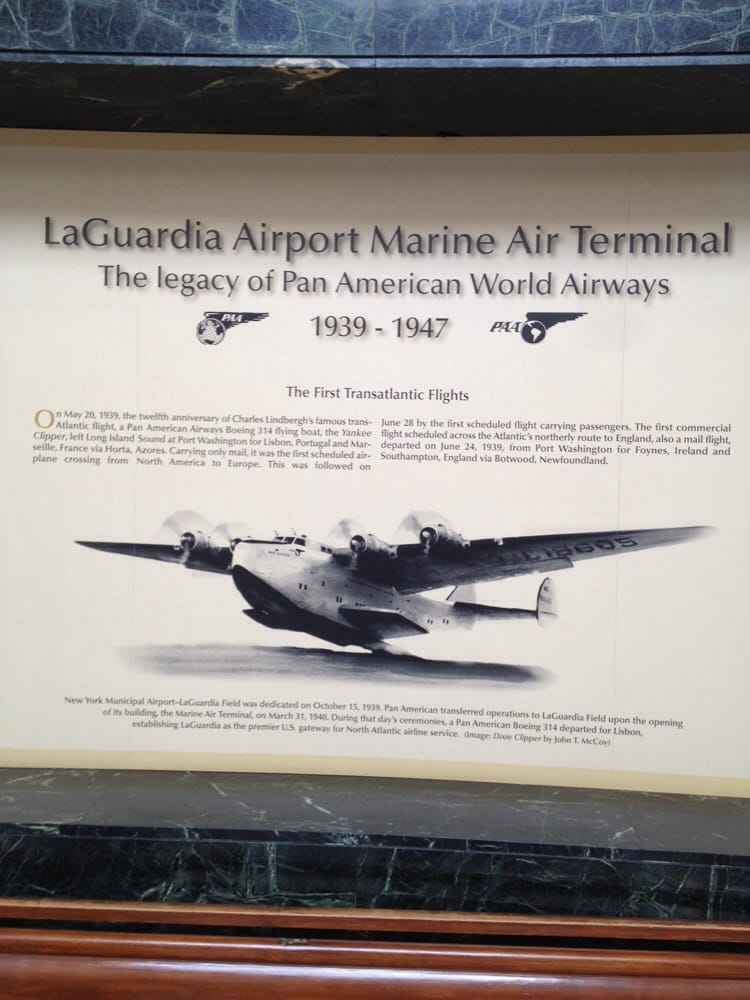 LaGuardia Airport Marine Air Terminal
The legacy of Pan American World Airways
PAA 1939 - 1947 PAA
The First Transatlantic Flights
On May 20, 1939, the twelfth anniversary of Charles Lindbergh's famous trans-
Atlantic flight, a Pan American Airways Boeing 314 flying boat, the Yankee
Clipper, left Long Island Sound at Port Washington for Lisbon, Portugal and Mar-
seille, France via Horta, Azores. Carrying only mail, it was the first scheduled air-
plane crossing from North America to Europe. This was followed on
June 28 by the first scheduled flight carrying passengers. The first commercial
flight scheduled across the Atlantic's northerly route to England, also a mail flight,
departed on June 24, 1939, from Port Washington for Foynes, Ireland and
Southampton, England via Botwood, Newfoundland.
18605
New York Municipal Airport–LaGuardia Field was dedicated on October 15, 1939. Pan American transferred operations to LaGuardia Field upon the opening
of its building, the Marine Air Terminal, on March 31, 1940. During that day's ceremonies, a Pan American Boeing 314 departed for Lisbon,
establishing LaGuardia as the premier U.S. gateway for North Atlantic airline service. (Image: Dixie Clipper by John T. McCoy)